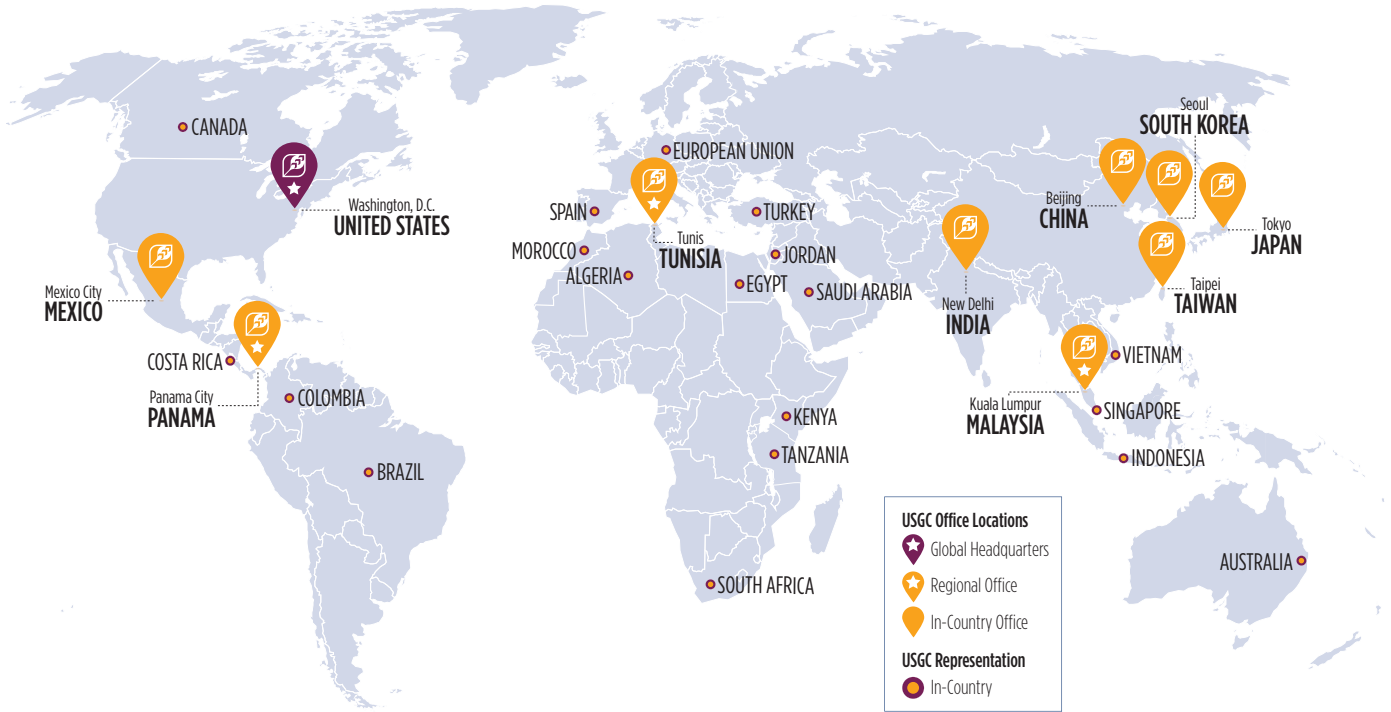 CANADA
Washington, D.C.
UNITED STATES
Mexico City
MEXICO
COSTA RICA
Panama City
PANAMA
COLOMBIA
BRAZIL
EUROPEAN UNION
SPAIN
TURKEY
MOROCCO
Tunis
TUNISIA
ALGERIA
JORDAN
EGYPT
SAUDI ARABIA
KENYA
TANZANIA
SOUTH AFRICA
Seoul
SOUTH KOREA
Beijing
CHINA
Tokyo
JAPAN
New Delhi
INDIA
Taipei
TAIWAN
VIETNAM
Kuala Lumpur
MALAYSIA
SINGAPORE
INDONESIA
AUSTRALIA
USGC Office Locations
Global Headquarters
Regional Office
In-Country Office
USGC Representation
In-Country